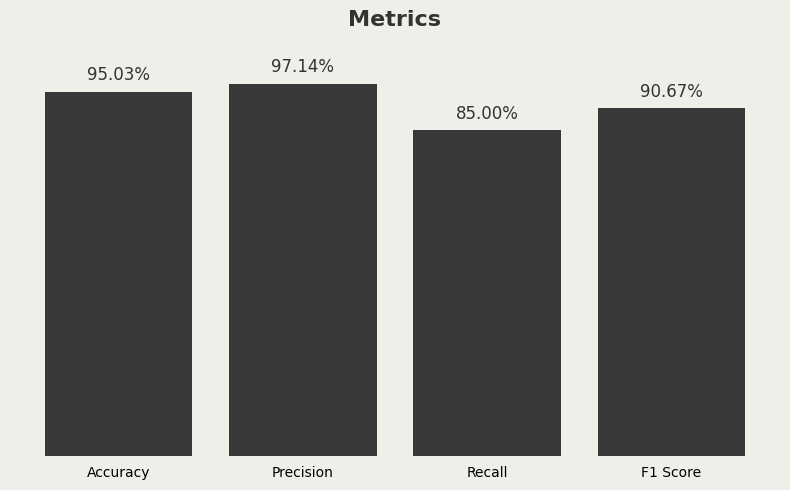 Metrics
95.03%
97.14%
85.00%
90.67%
Accuracy
Precision
Recall
F1 Score